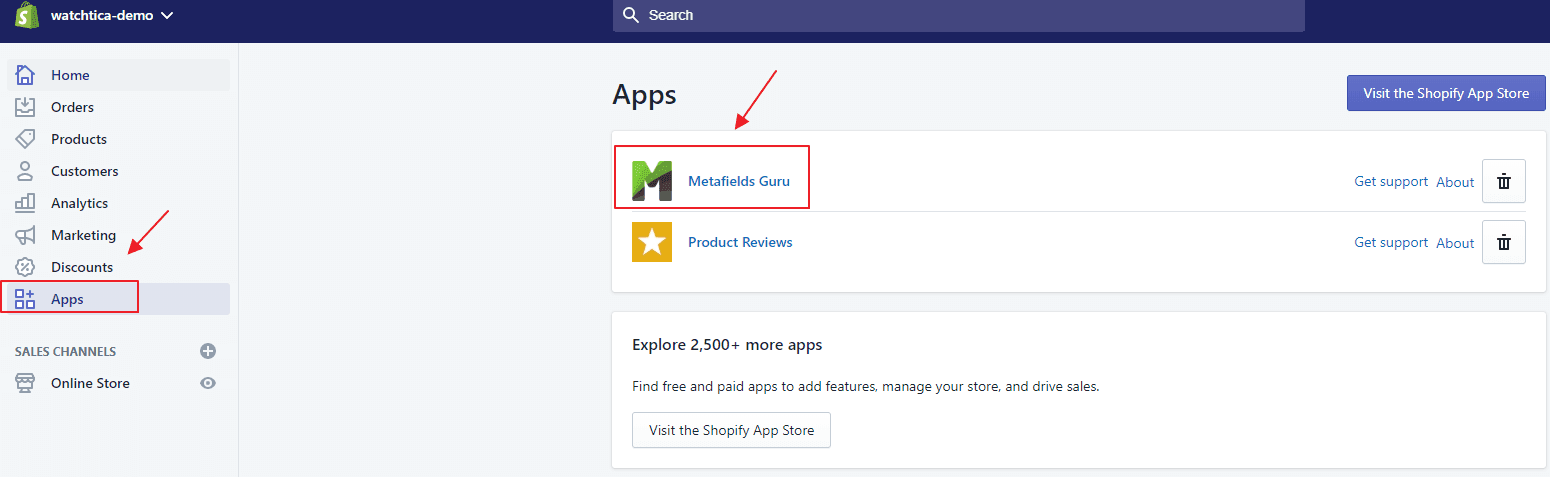 watchtica-demo
Search
Home
Orders
Products
Customers
Analytics
Marketing
Discounts
Apps
SALES CHANNELS
Online Store
Apps
Visit the Shopify App Store
Metafields Guru
Get support About
Product Reviews
Get support About
Explore 2,500+ more apps
Find free and paid apps to add features, manage your store, and drive sales.
Visit the Shopify App Store